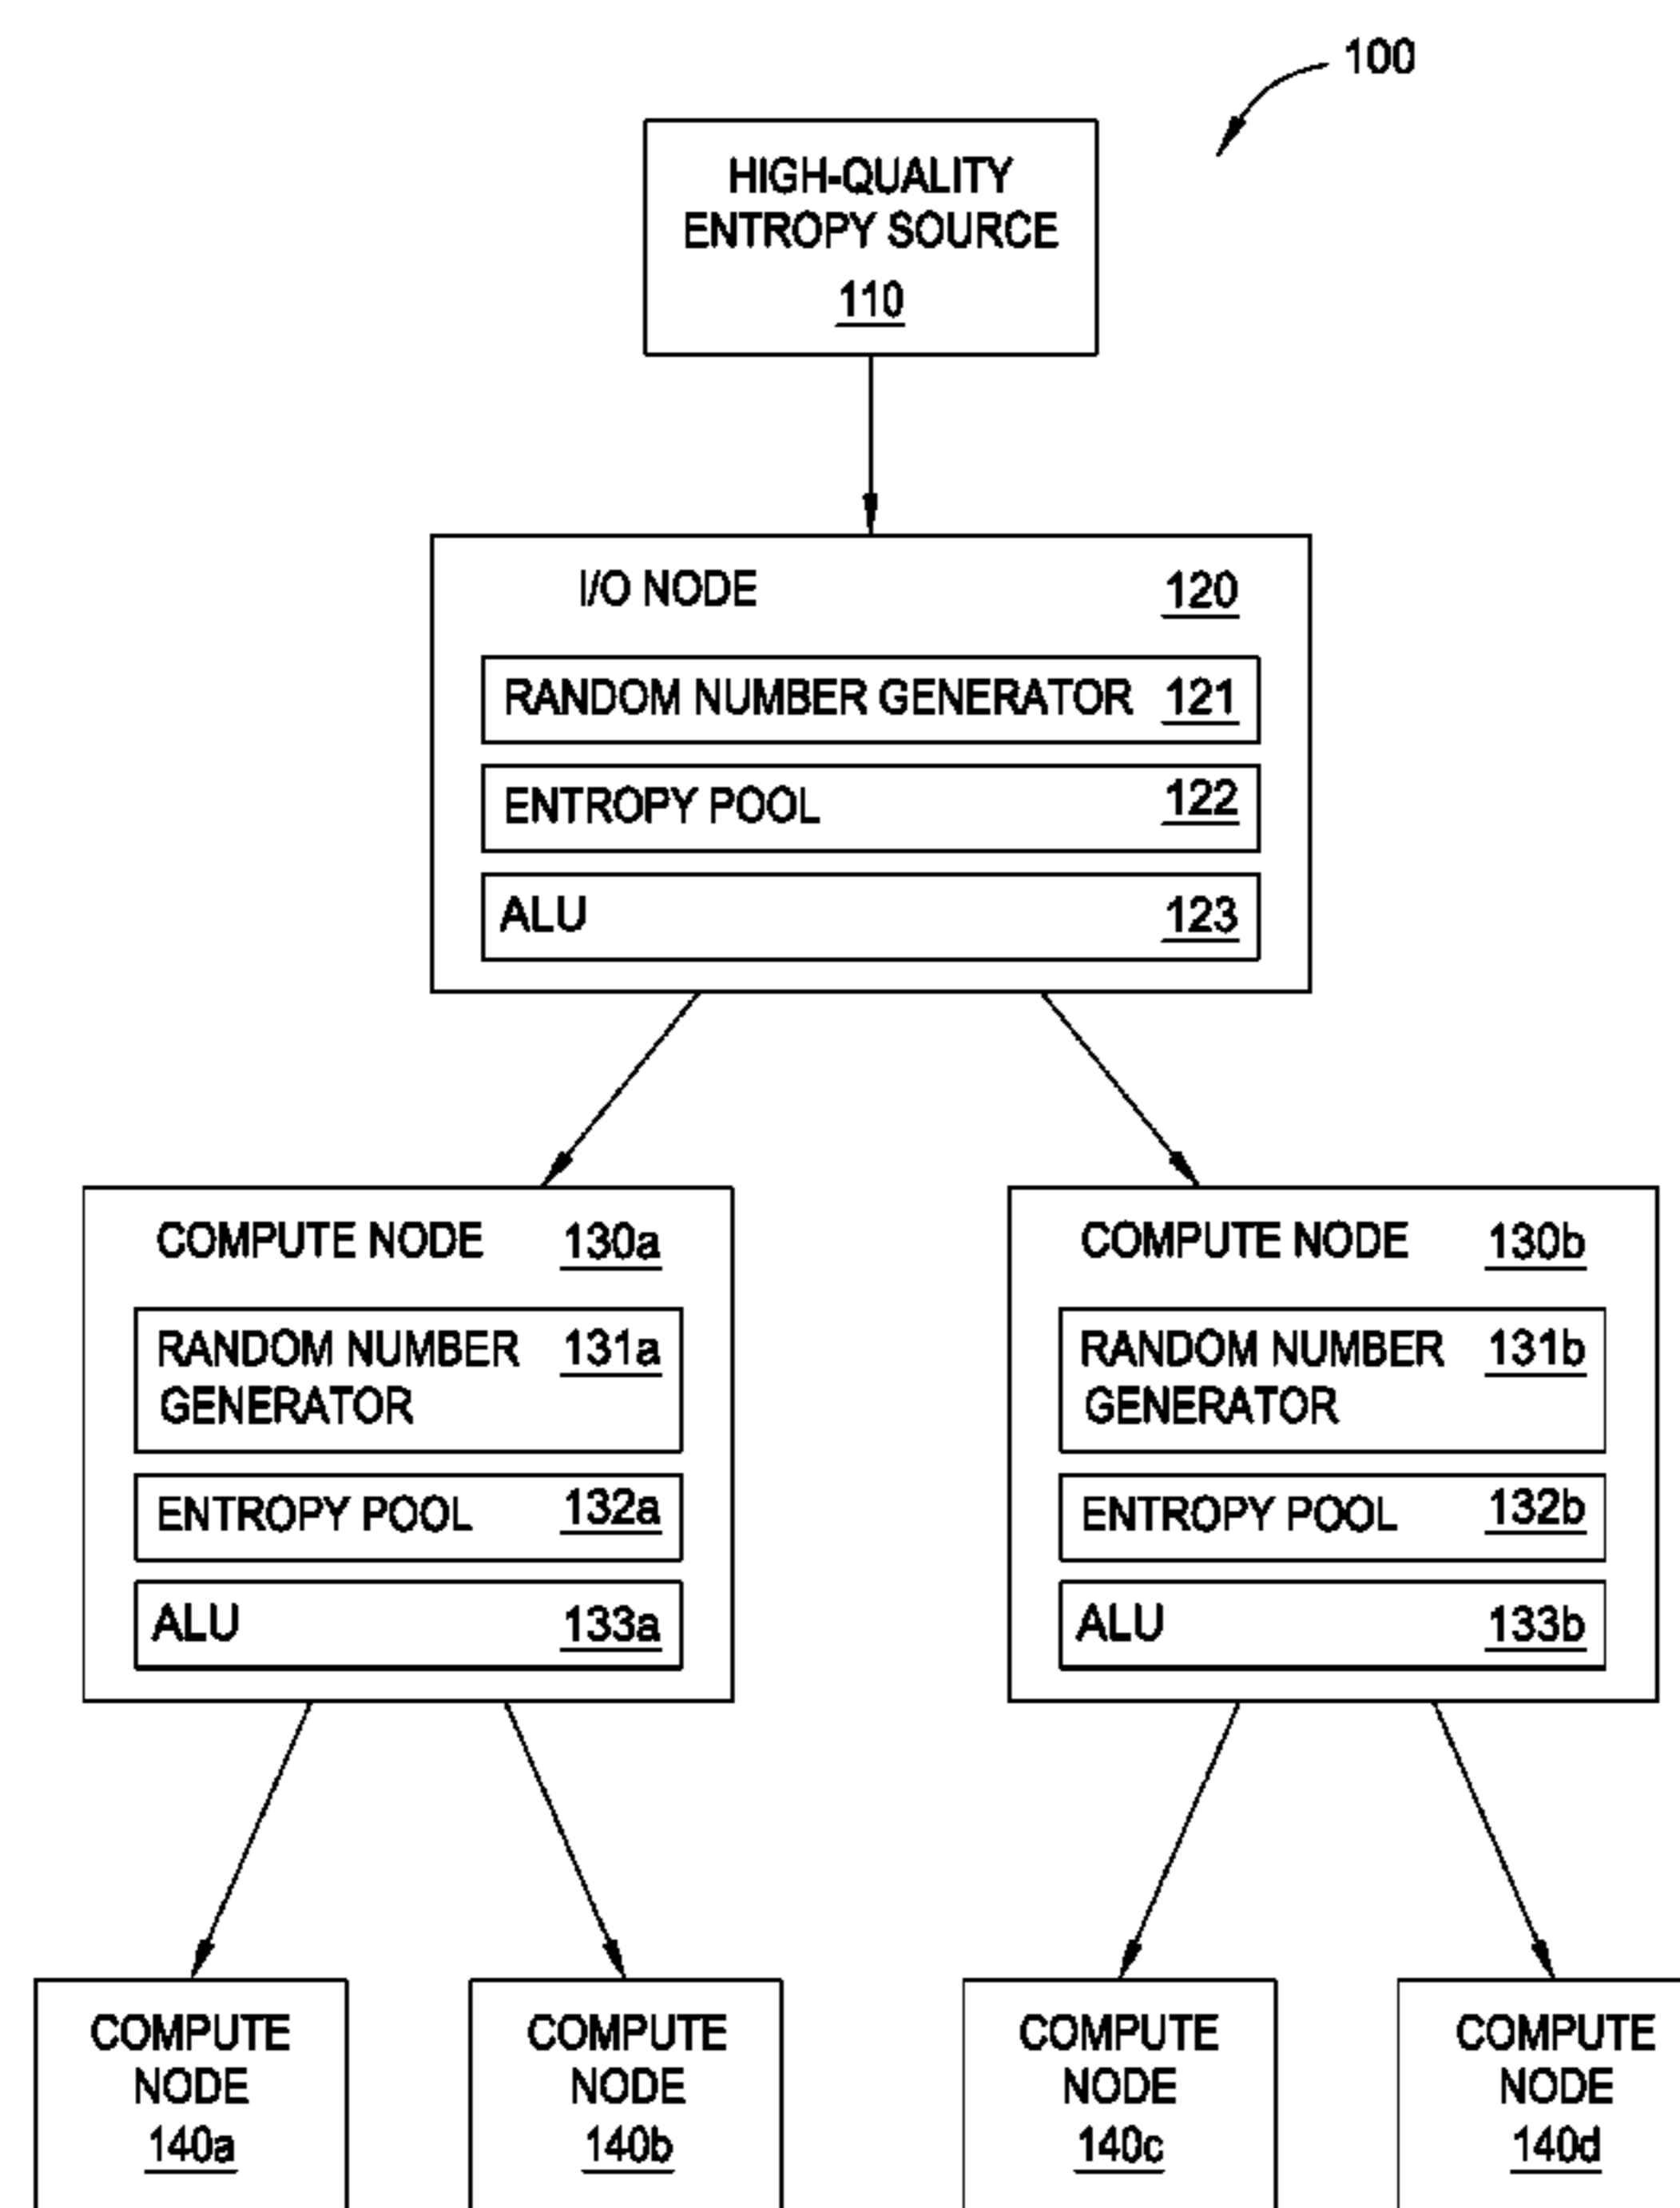 100
HIGH-QUALITY
ENTROPY SOURCE
110
I/O NODE 120
RANDOM NUMBER GENERATOR 121
ENTROPY POOL 122
ALU 123
COMPUTE NODE 130a
RANDOM NUMBER 131a
GENERATOR
ENTROPY POOL 132a
ALU 133a
COMPUTE NODE 130b
RANDOM NUMBER 131b
GENERATOR
ENTROPY POOL 132b
ALU 133b
COMPUTE
NODE
140a
COMPUTE
NODE
140b
COMPUTE
NODE
140c
COMPUTE
NODE
140d